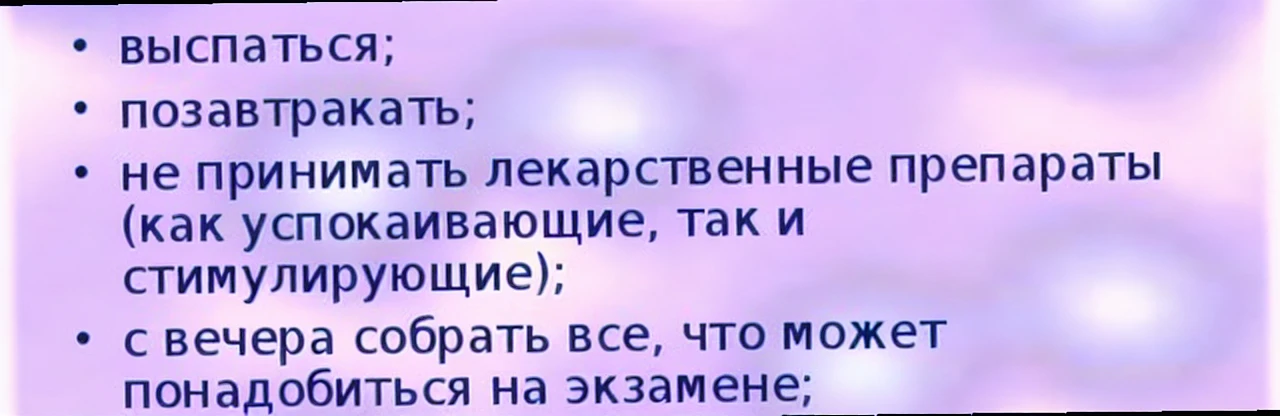 • выспаться;
• позавтракать;
• не принимать лекарственные препараты
(как успокаивающие, так и
стимулирующие);
• с вечера собрать все, что может
понадобиться на экзамене;